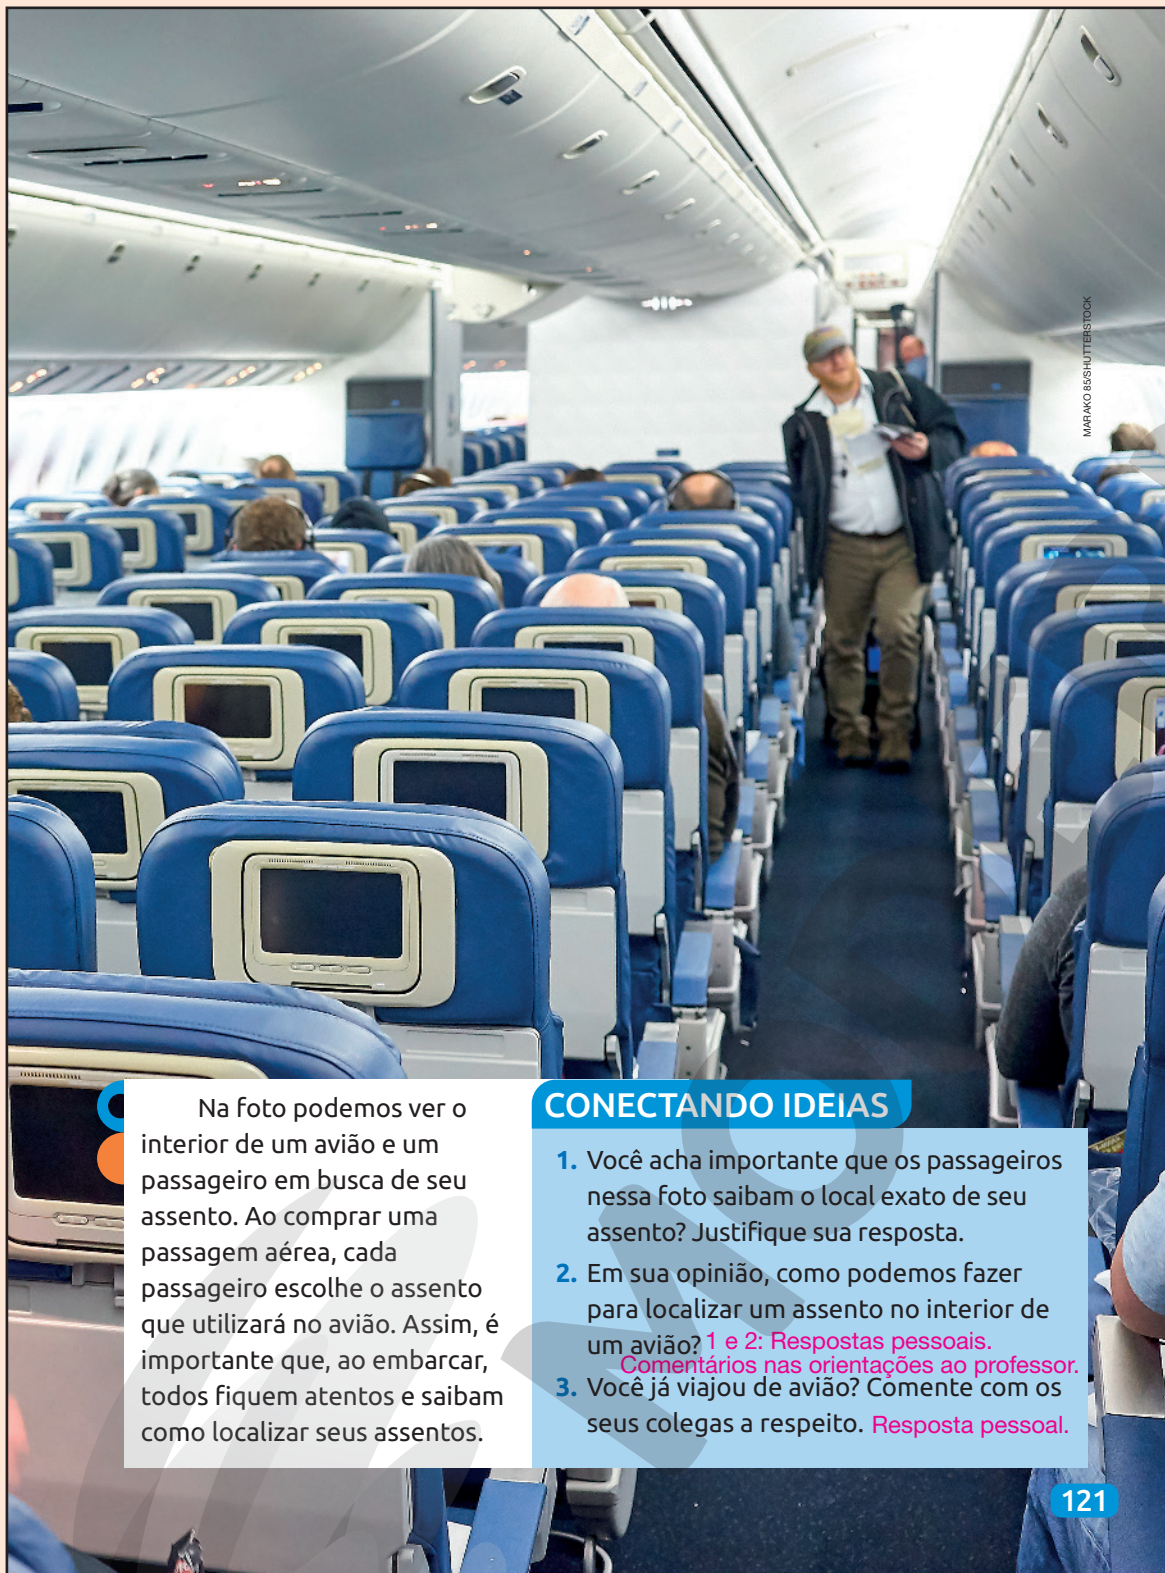 MARAKO 85/SHUTTERSTOCK
Na foto podemos ver o
interior de um avião e um
passageiro em busca de seu
assento. Ao comprar uma
passagem aérea, cada
passageiro escolhe o assento
que utilizará no avião. Assim, é
importante que, ao embarcar,
todos fiquem atentos e saibam
como localizar seus assentos.
CONECTANDO IDEIAS
1. Você acha importante que os passageiros
nessa foto saibam o local exato de seu
assento? Justifique sua resposta.
2. Em sua opinião, como podemos fazer
para localizar um assento no interior de
um avião? 1 e 2: Respostas pessoais.
Comentários nas orientações ao professor.
3. Você já viajou de avião? Comente com os
seus colegas a respeito. Resposta pessoal.
121